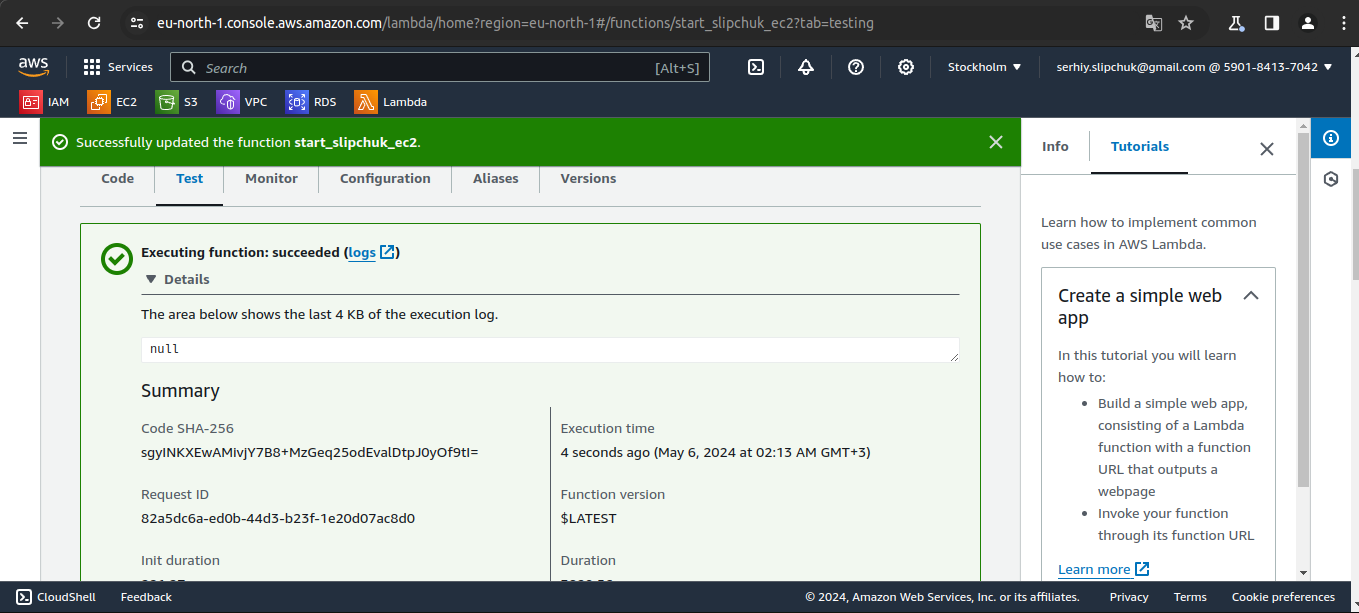 eu-north-1.console.aws.amazon.com/lambda/home?region=eu-north-1#/functions/start_slipchuk_ec2?tab=testing
aws
Services
Search
[Alt+S]
Stockholm
serhiy.slipchuk@gmail.com @ 5901-8413-7042
IAM
EC2
S3
VPC
RDS
Lambda
Successfully updated the function start_slipchuk_ec2.
Code
Test
Monitor
Configuration
Aliases
Versions
Executing function: succeeded (logs)
Details
The area below shows the last 4 KB of the execution log.
null
Summary
Code SHA-256
sgyINKXEwAMivjY7B8+MzGeq25odEvalDtpJ0yOf9tI=
Execution time
4 seconds ago (May 6, 2024 at 02:13 AM GMT+3)
Request ID
82a5dc6a-ed0b-44d3-b23f-1e20d07ac8d0
Function version
$LATEST
Init duration
Duration
Info
Tutorials
Learn how to implement common
use cases in AWS Lambda.
Create a simple web
app
In this tutorial you will learn
how to:
• Build a simple web app,
consisting of a Lambda
function with a function
URL that outputs a
webpage
• Invoke your function
through its function URL
Learn more
CloudShell
Feedback
© 2024, Amazon Web Services, Inc. or its affiliates.
Privacy
Terms
Cookie preferences